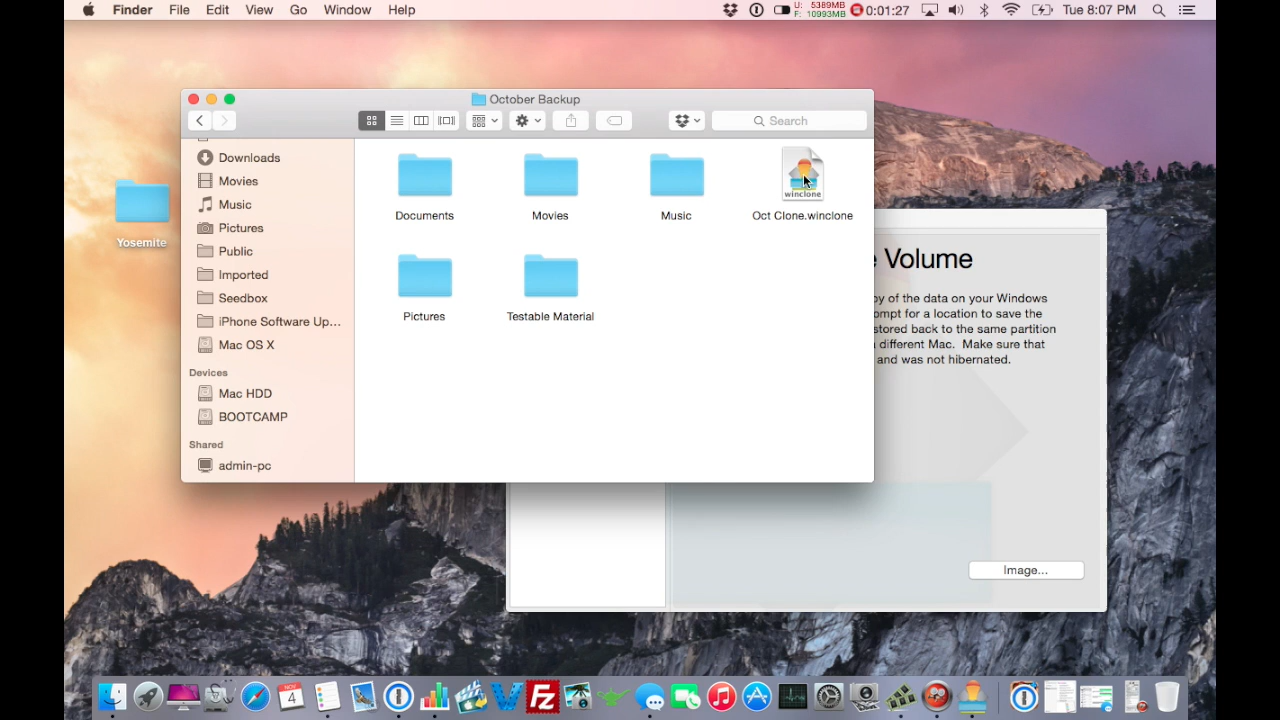 Finder File Edit View Go Window Help
U: 5389MB
F: 10993MB
0:01:27
Tue 8:07 PM
October Backup
Search
Downloads
Movies
Music
Pictures
Public
Imported
Seedbox
iPhone Software Up...
Mac OS X
Devices
Mac HDD
BOOTCAMP
Shared
admin-pc
winclone
Documents
Movies
Music
Oct Clone.winclone
Pictures
Testable Material
Yosemite
Volume
py of the data on your Windows
ompt for a location to save the
stored back to the same partition
different Mac. Make sure that
and was not hibernated.
Image...
NOV
4
FZ